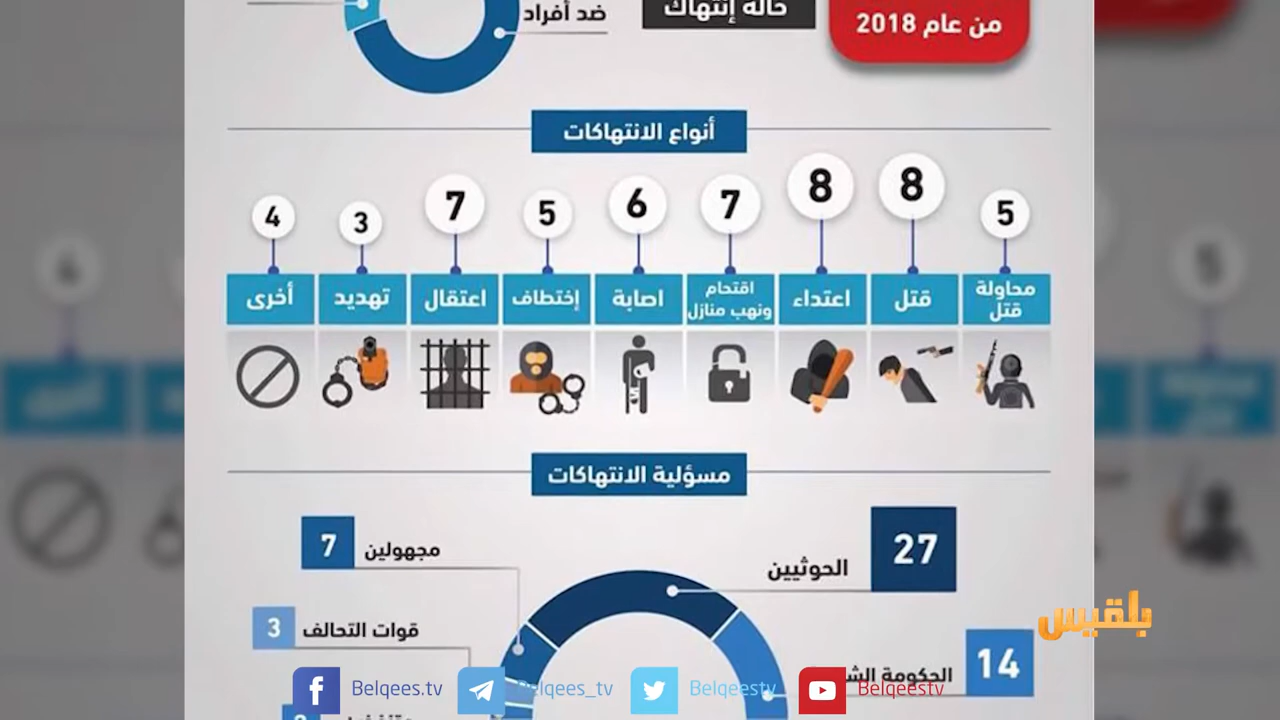 من عام 2018
حالة إنتهاك
ضد أفراد
أنواع الانتهاكات
5
8
8
7
6
5
7
3
4
محاولة
قتل
قتل
اعتداء
اقتحام
ونهب منازل
اصابة
إختطاف
اعتقال
تهديد
أخرى
مسؤلية الانتهاكات
27
الحوثيين
7
مجهولين
3
قوات التحالف
14
الحكومة
بلقيس
Belqees.tv
Belqees_tv
Belqeestv
Belqeestv